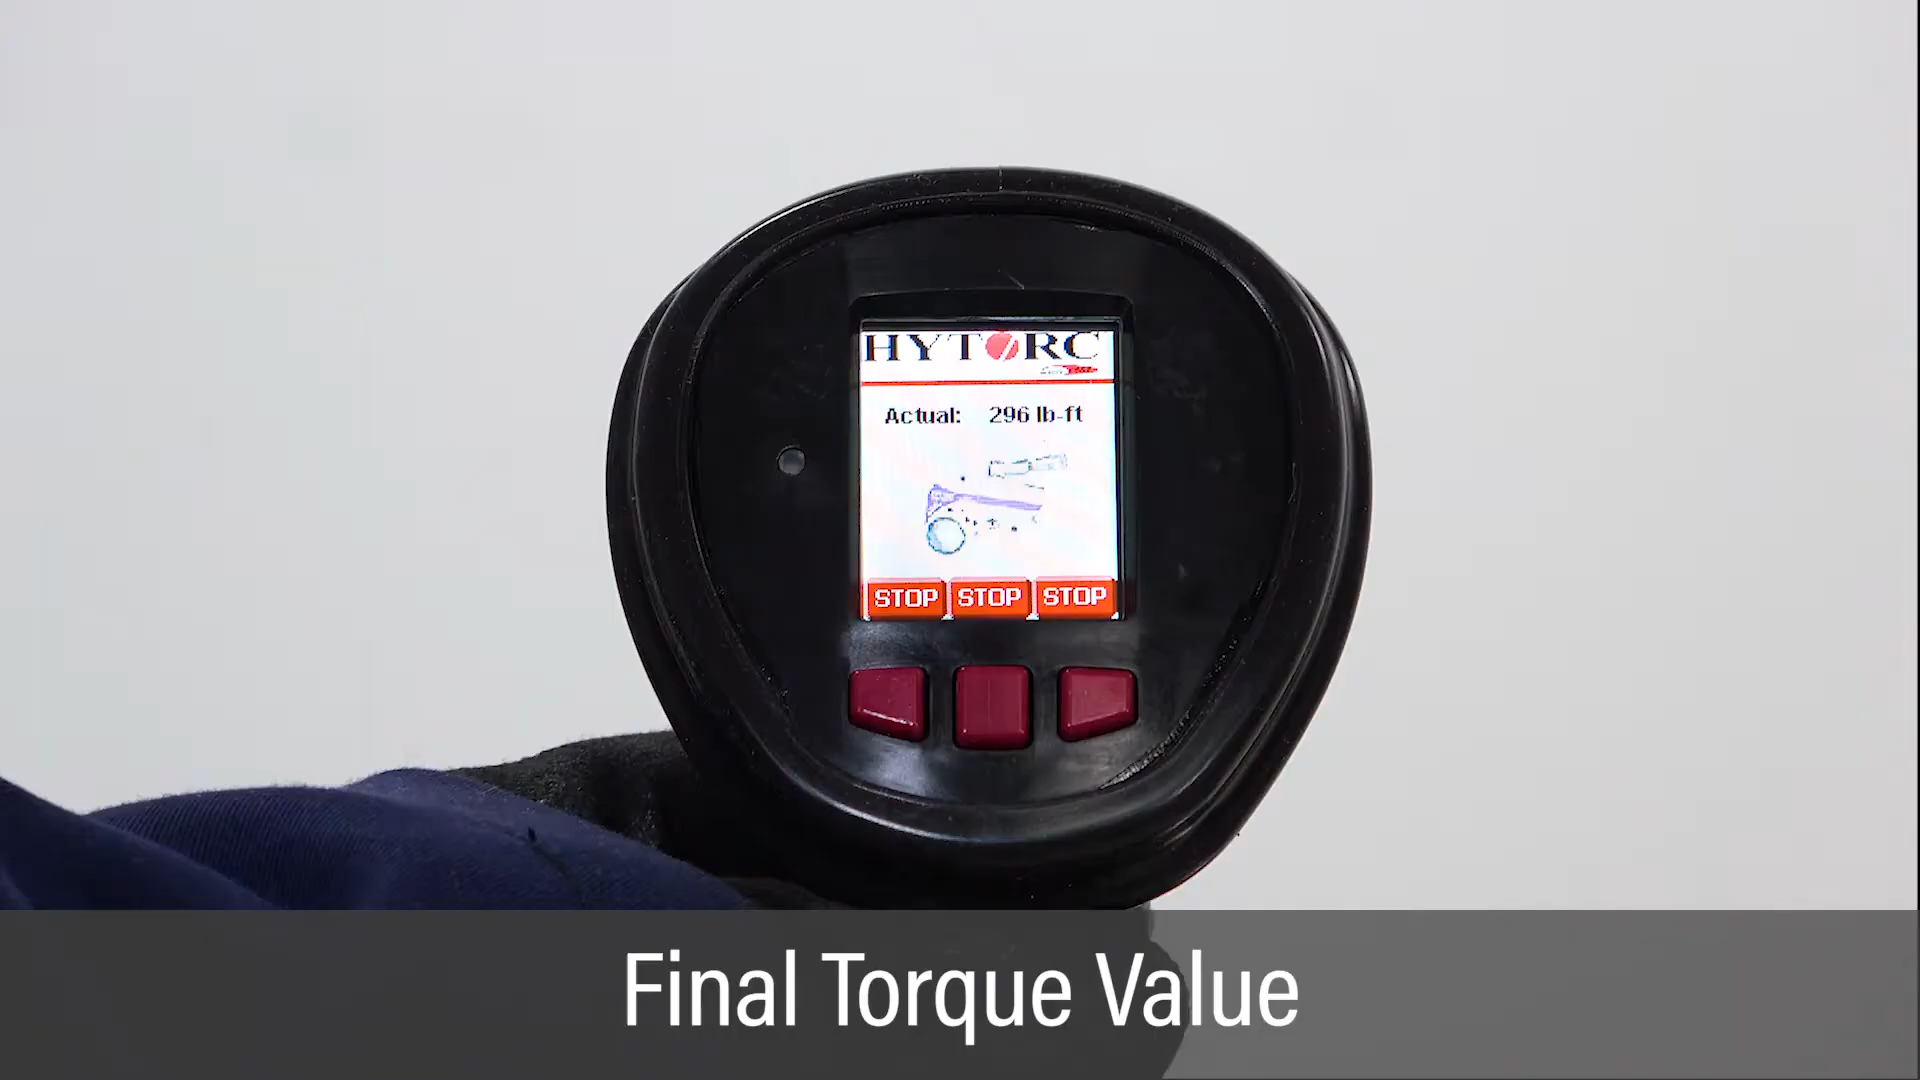 HYTORC
Actual: 296 lb-ft
STOP STOP STOP
Final Torque Value